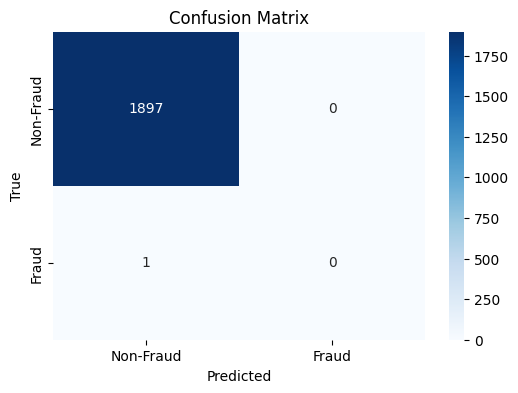 Confusion Matrix
True
Non-Fraud
1897
0
Fraud
1
0
Non-Fraud
Fraud
Predicted
1750
1500
1250
1000
750
500
250
0